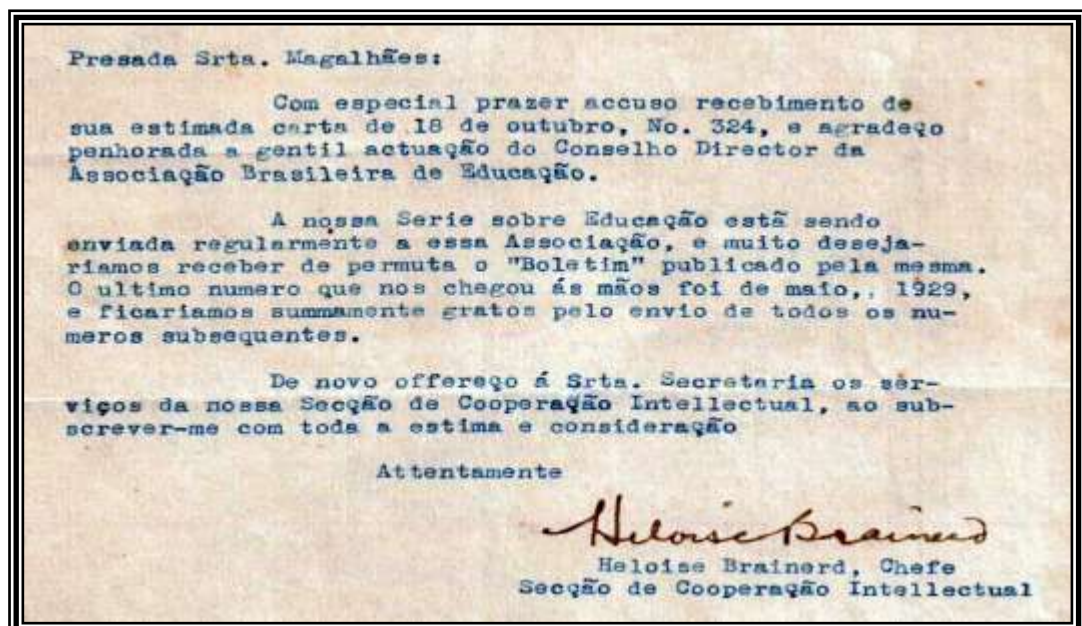 Presada Srta. Magalhães:
Com especial prazer accuso recebimento de
sua estimada carta de 18 de outubro, No. 324, e agradeço
penhorada a gentil actuação do Conselho Director da
Associação Brasileira de Educação.
A nossa Serie sobre Educação está sendo
enviada regularmente a essa Associação, e muito deseja-
riamos receber de permuta o "Boletim" publicado pela mesma.
O ultimo numero que nos chegou ás mãos foi de maio,, 1929,
e ficariamos summamente gratos pelo envio de todos os nu-
meros subsequentes.
De novo offereço á Srta. Secretaria os ser-
viços da nossa Secção de Cooperação Intellectual, ao sub-
screver-me com toda a estima e consideração
Attentamente
Heloise Brainerd
Heloise Brainerd, Chefe
Secção de Cooperação Intellectual